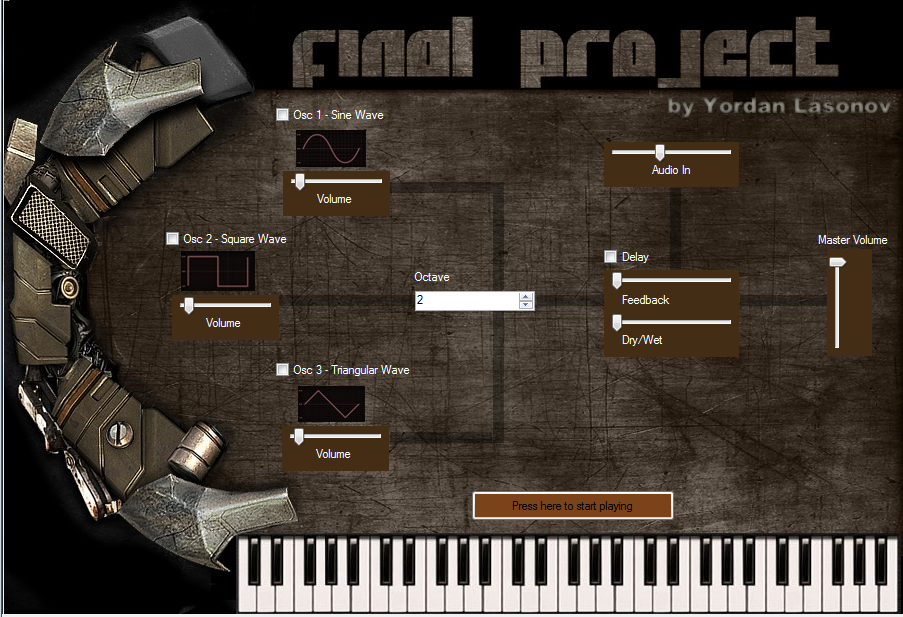 Final Project
by Yordan Lasonov
Osc 1 - Sine Wave
Volume
Audio In
Osc 2 - Square Wave
Volume
Octave
2
Delay
Feedback
Dry/Wet
Master Volume
Osc 3 - Triangular Wave
Volume
Press here to start playing